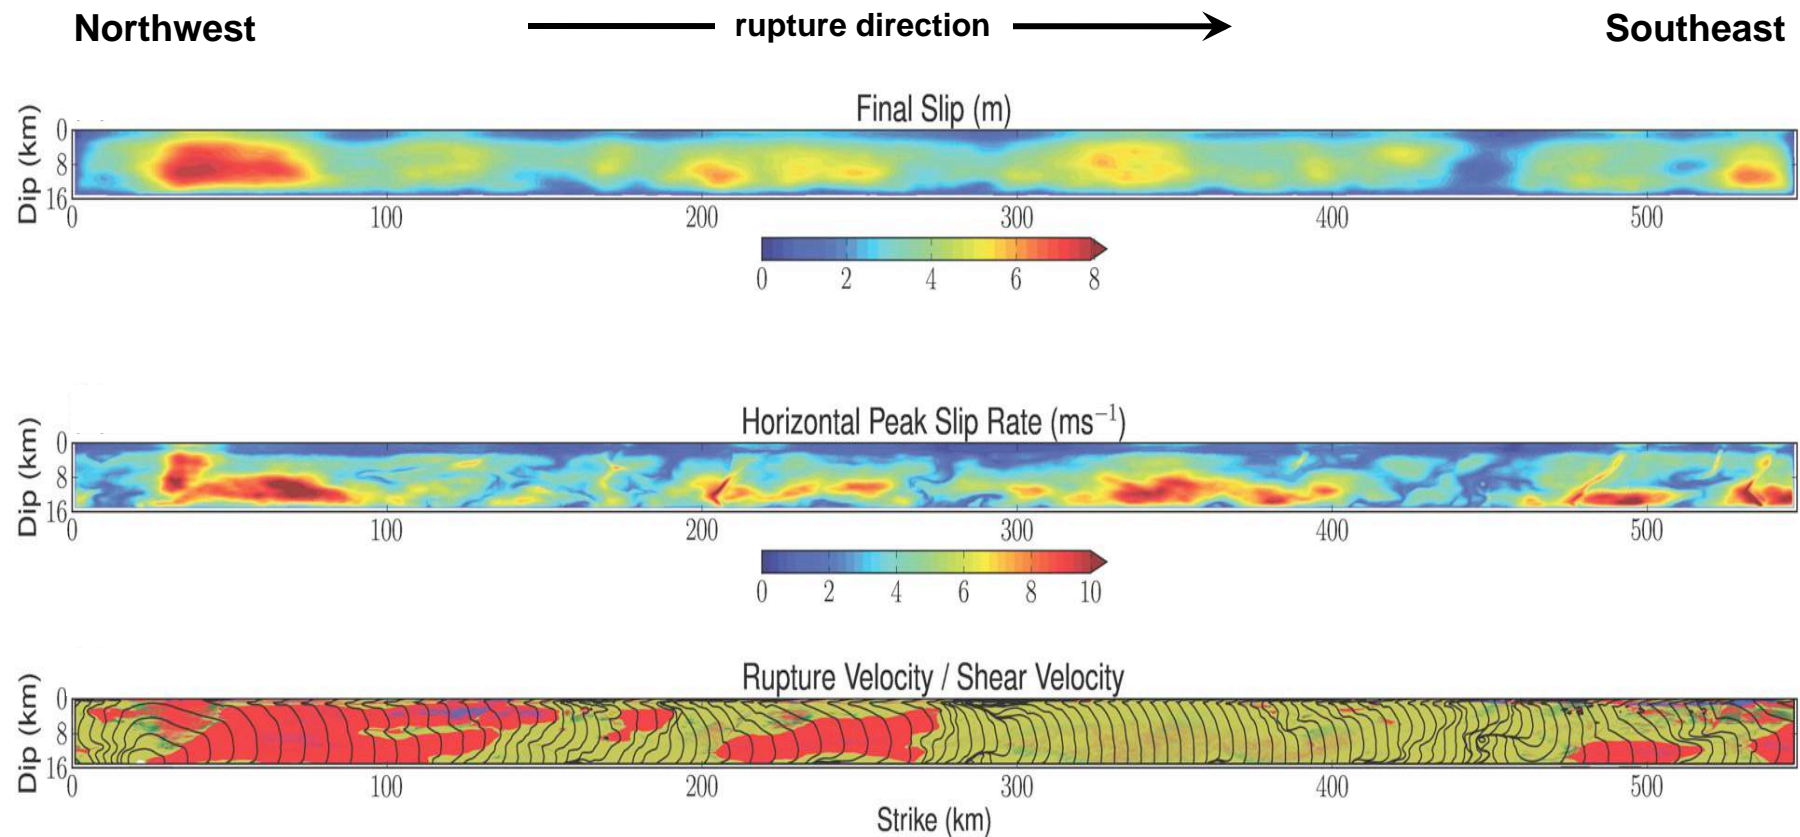 Northwest rupture direction Southeast
Final Slip (m)
Dip (km)
0
8
16
0 100 200 300 400 500
0 2 4 6 8
Horizontal Peak Slip Rate (ms⁻¹)
Dip (km)
0
8
16
0 100 200 300 400 500
0 2 4 6 8 10
Rupture Velocity / Shear Velocity
Dip (km)
0
8
16
0 100 200 300 400 500
Strike (km)